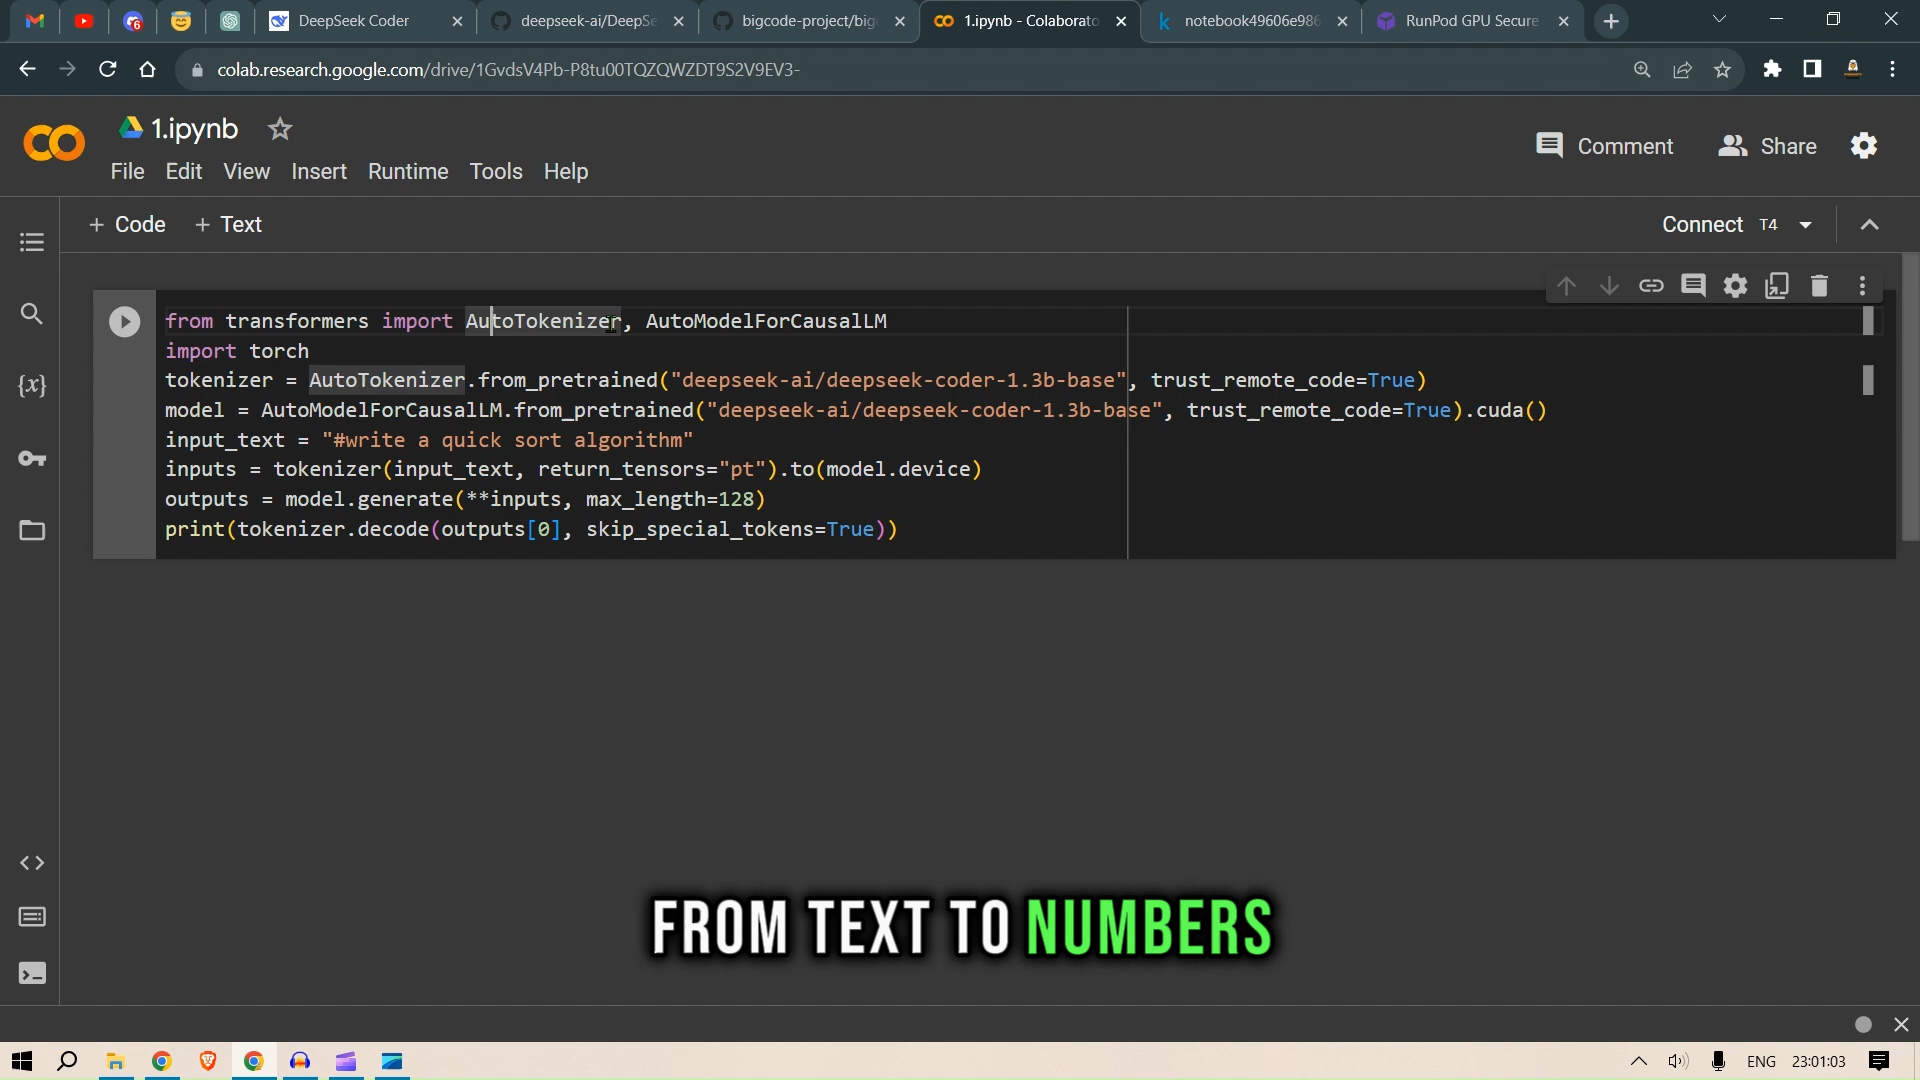 DeepSeek Coder
deepseek-ai/DeepSe
bigcode-project/big
1.ipynb - Colaborato
notebook49606e986
RunPod GPU Secure
colab.research.google.com/drive/1GvdsV4Pb-P8tu00TQZQWZDT9S2V9EV3-
1.ipynb
File Edit View Insert Runtime Tools Help
Comment
Share
+ Code + Text
Connect T4
from transformers import AutoTokenizer, AutoModelForCausalLM
import torch
tokenizer = AutoTokenizer.from_pretrained("deepseek-ai/deepseek-coder-1.3b-base", trust_remote_code=True)
model = AutoModelForCausalLM.from_pretrained("deepseek-ai/deepseek-coder-1.3b-base", trust_remote_code=True).cuda()
input_text = "#write a quick sort algorithm"
inputs = tokenizer(input_text, return_tensors="pt").to(model.device)
outputs = model.generate(**inputs, max_length=128)
print(tokenizer.decode(outputs[0], skip_special_tokens=True))
FROM TEXT TO NUMBERS
ENG 23:01:03